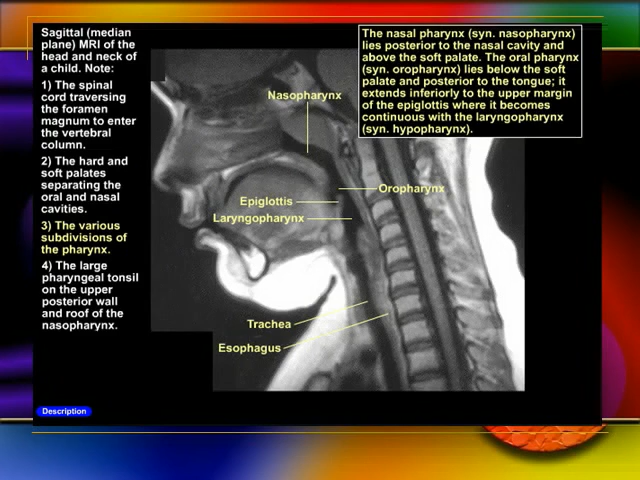 Sagittal (median
plane) MRI of the
head and neck of
a child. Note:
1) The spinal
cord traversing
the foramen
magnum to enter
the vertebral
column.
2) The hard and
soft palates
separating the
oral and nasal
cavities.
3) The various
subdivisions of
the pharynx.
4) The large
pharyngeal tonsil
on the upper
posterior wall
and roof of the
nasopharynx.
The nasal pharynx (syn. nasopharynx)
lies posterior to the nasal cavity and
above the soft palate. The oral pharynx
(syn. oropharynx) lies below the soft
palate and posterior to the tongue; it
extends inferiorly to the upper margin
of the epiglottis where it becomes
continuous with the laryngopharynx
(syn. hypopharynx).
Nasopharynx
Oropharynx
Epiglottis
Laryngopharynx
Trachea
Esophagus
Description